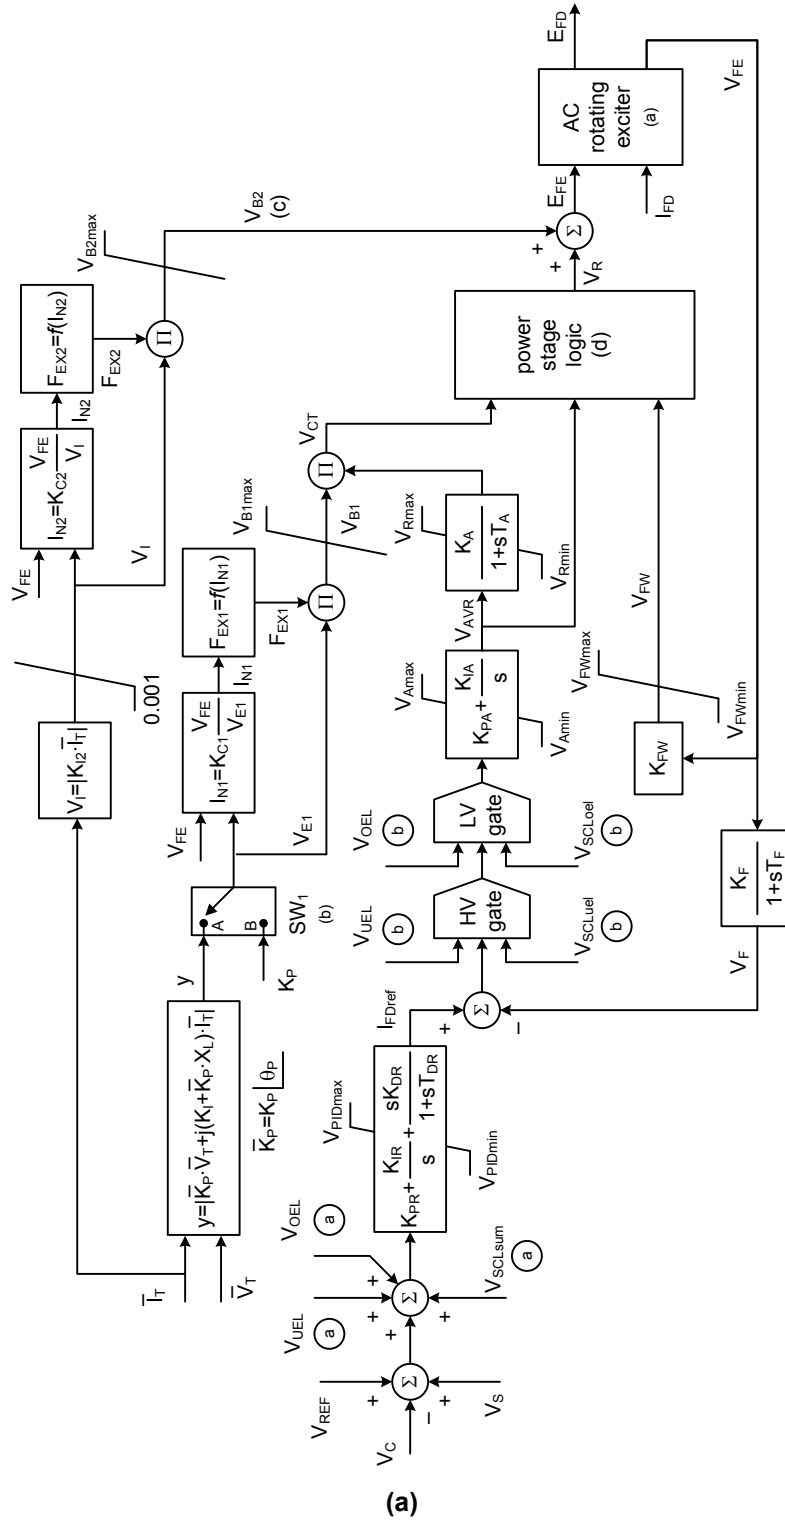 V_C
V_REF
+
−
+
V_S
Σ
V_UEL
a
V_OEL
a
+
+
+
+
Σ
V_SCLsum
a
V_PIDmax
K_PR+ K_IR/s + sK_DR/1+sT_DR
V_PIDmin
I_FDref
+
−
Σ
V_F
V_UEL
b
HV
gate
V_SCLuel
b
V_OEL
b
LV
gate
V_SCLoel
b
V_Amax
K_PA+ K_IA/s
V_Amin
V_AVR
V_Rmax
K_A/1+sT_A
V_Rmin
Ī_T
V̄_T
y=|K̄_P·V̄_T+j(K_I+K̄_P·X_L)·Ī_T|
K̄_P=K_P∠θ_P
y
K_P
A
B
SW_1
(b)
V_E1
V_FE
I_N1=K_C1 V_FE/V_E1
I_N1
F_EX1=f(I_N1)
F_EX1
Π
V_B1max
V_B1
Π
V_CT
V_I=|K_I2·Ī_T|
0.001
V_FE
V_I
I_N2=K_C2 V_FE/V_I
I_N2
F_EX2=f(I_N2)
F_EX2
Π
V_B2max
V_B2
(c)
power
stage
logic
(d)
V_R
+
+
Σ
E_FE
I_FD
AC
rotating
exciter
(a)
E_FD
V_FE
K_F/1+sT_F
K_FW
V_FWmax
V_FWmin
V_FW
(a)